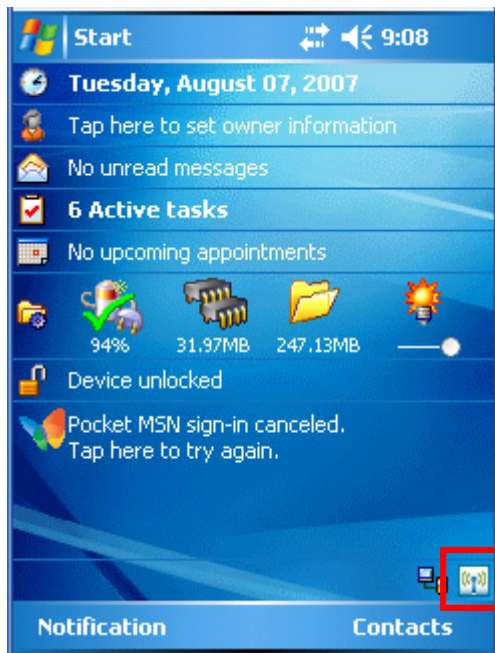 Start 9:08
Tuesday, August 07, 2007
Tap here to set owner information
No unread messages
6 Active tasks
No upcoming appointments
94% 31.97MB 247.13MB
Device unlocked
Pocket MSN sign-in canceled.
Tap here to try again.
Notification Contacts